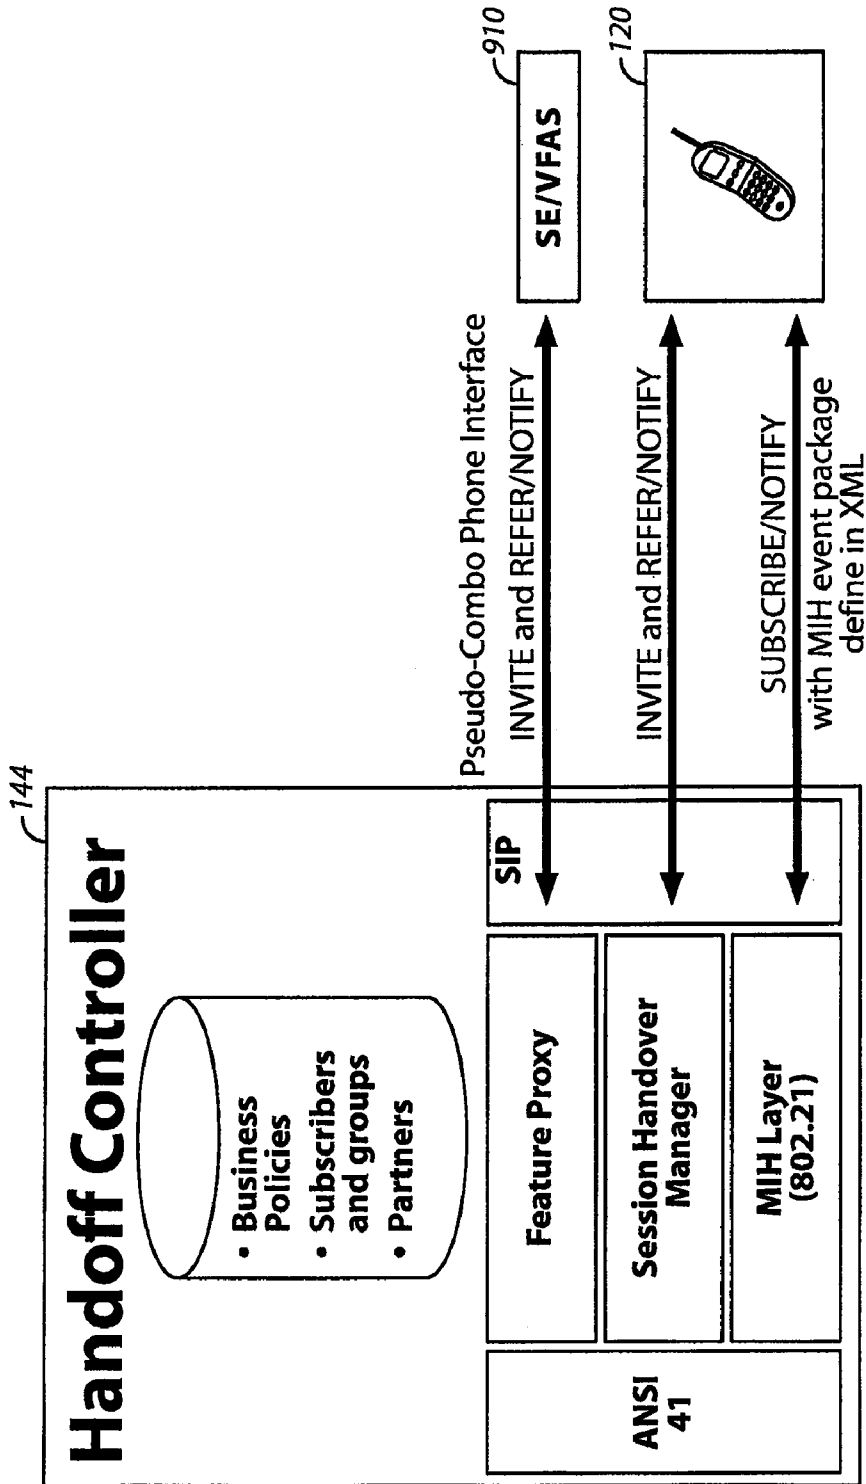 144
Handoff Controller
• Business
Policies
• Subscribers
and groups
• Partners
ANSI
41
Feature Proxy
Session Handover
Manager
MIH Layer
(802.21)
SIP
Pseudo-Combo Phone Interface
INVITE and REFER/NOTIFY
INVITE and REFER/NOTIFY
SUBSCRIBE/NOTIFY
with MIH event package
define in XML
910
SE/VFAS
120